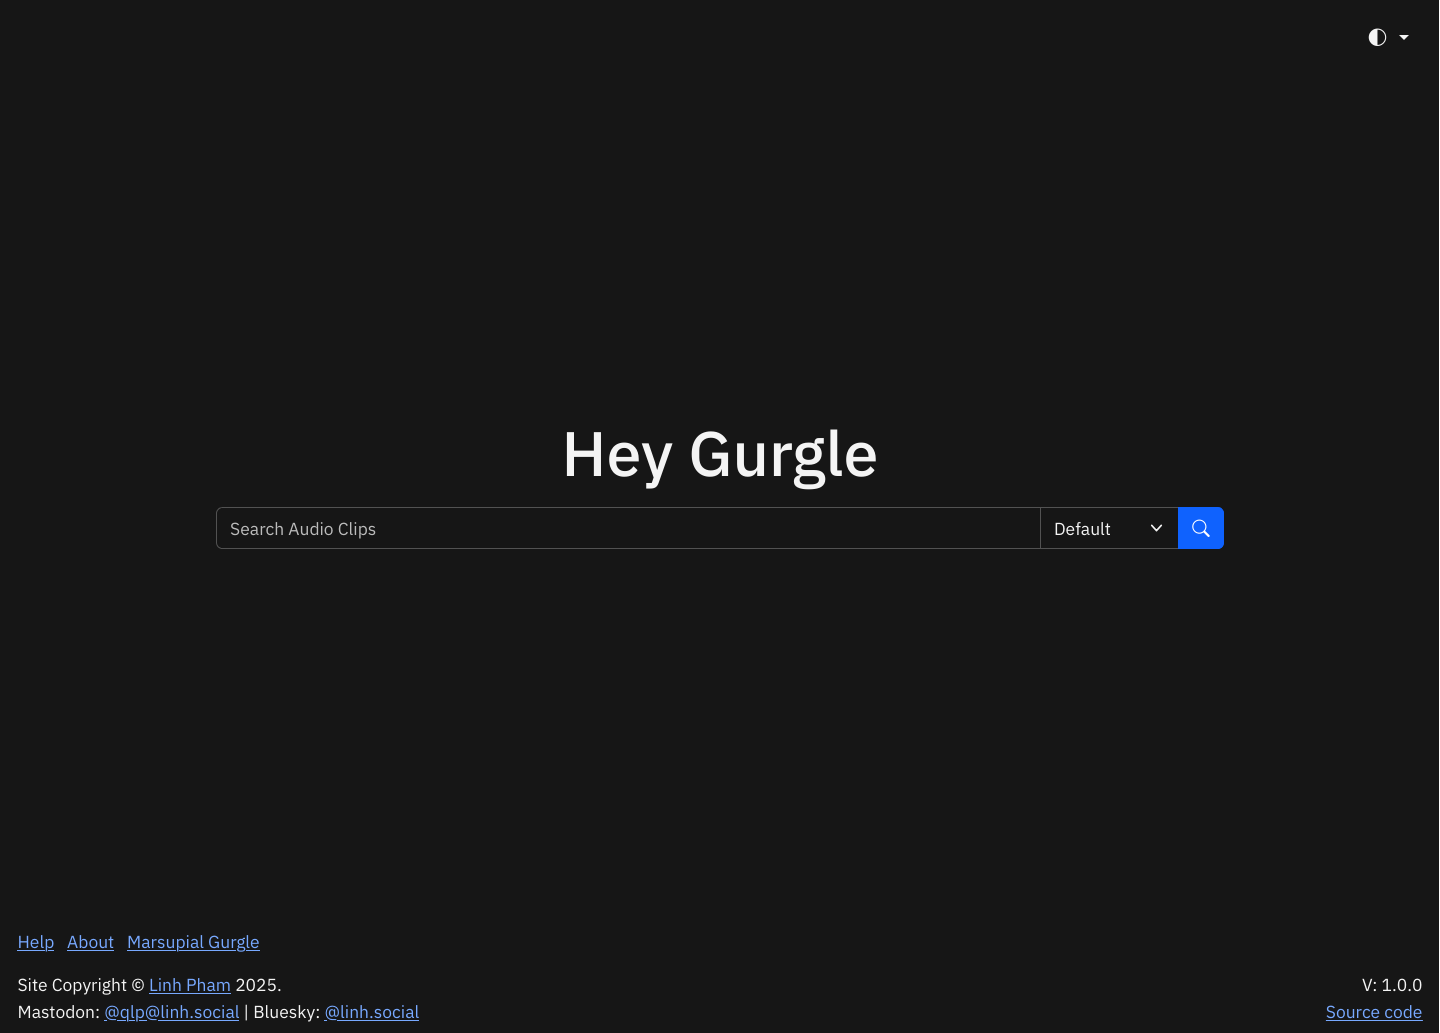 Hey Gurgle
Search Audio Clips Default
Help About Marsupial Gurgle
Site Copyright © Linh Pham 2025.
V: 1.0.0
Mastodon: @qlp@linh.social | Bluesky: @linh.social
Source code